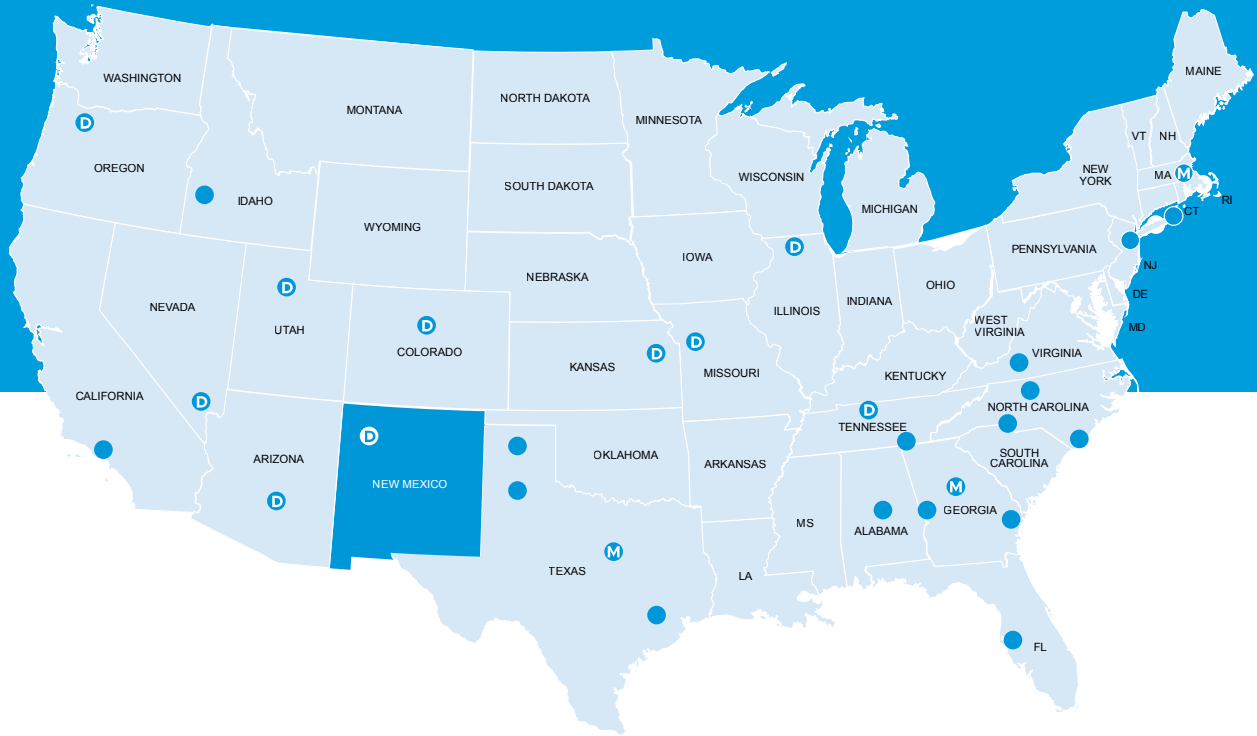 MAINE
WASHINGTON
NORTH DAKOTA
MONTANA
MINNESOTA
D
VT
NH
OREGON
NEW
YORK
MA
M
WISCONSIN
SOUTH DAKOTA
IDAHO
RI
MICHIGAN
CT
WYOMING
D
PENNSYLVANIA
IOWA
NJ
NEBRASKA
OHIO
D
DE
INDIANA
NEVADA
ILLINOIS
WEST
VIRGINIA
D
MD
UTAH
D
COLORADO
D
VIRGINIA
KANSAS
MISSOURI
KENTUCKY
CALIFORNIA
D
D
NORTH CAROLINA
TENNESSEE
D
OKLAHOMA
ARIZONA
SOUTH
CAROLINA
ARKANSAS
NEW MEXICO
M
D
GEORGIA
MS
ALABAMA
M
TEXAS
LA
FL